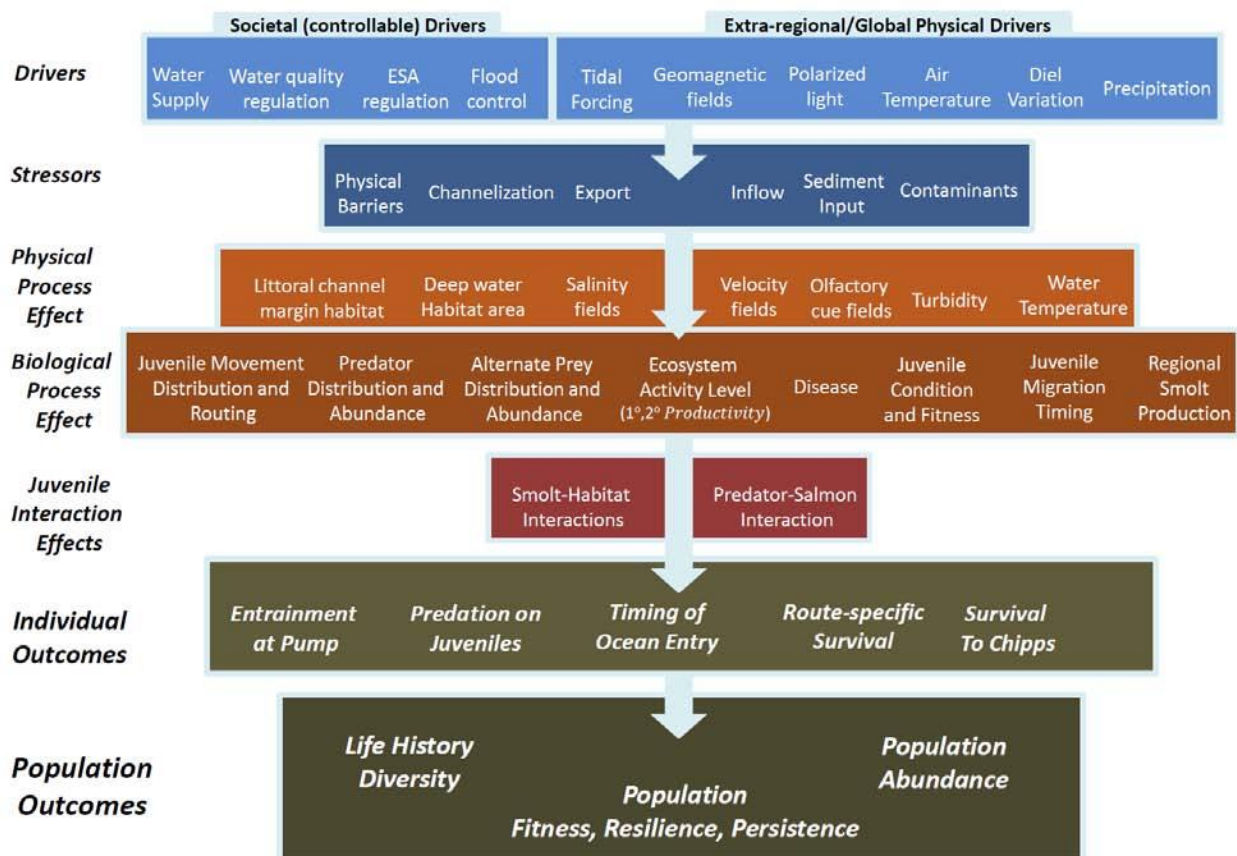 Societal (controllable) Drivers
Extra-regional/Global Physical Drivers
Drivers
Water
Supply
Water quality
regulation
ESA
regulation
Flood
control
Tidal
Forcing
Geomagnetic
fields
Polarized
light
Air
Temperature
Diel
Variation
Precipitation
Stressors
Physical
Barriers
Channelization
Export
Inflow
Sediment
Input
Contaminants
Physical
Process
Effect
Littoral channel
margin habitat
Deep water
Habitat area
Salinity
fields
Velocity
fields
Olfactory
cue fields
Turbidity
Water
Temperature
Biological
Process
Effect
Juvenile Movement
Distribution and
Routing
Predator
Distribution and
Abundance
Alternate Prey
Distribution and
Abundance
Ecosystem
Activity Level
(1°,2° Productivity)
Disease
Juvenile
Condition
and Fitness
Juvenile
Migration
Timing
Regional
Smolt
Production
Juvenile
Interaction
Effects
Smolt-Habitat
Interactions
Predator-Salmon
Interaction
Individual
Outcomes
Entrainment
at Pump
Predation on
Juveniles
Timing of
Ocean Entry
Route-specific
Survival
Survival
To Chipps
Population
Outcomes
Life History
Diversity
Population
Fitness, Resilience, Persistence
Population
Abundance